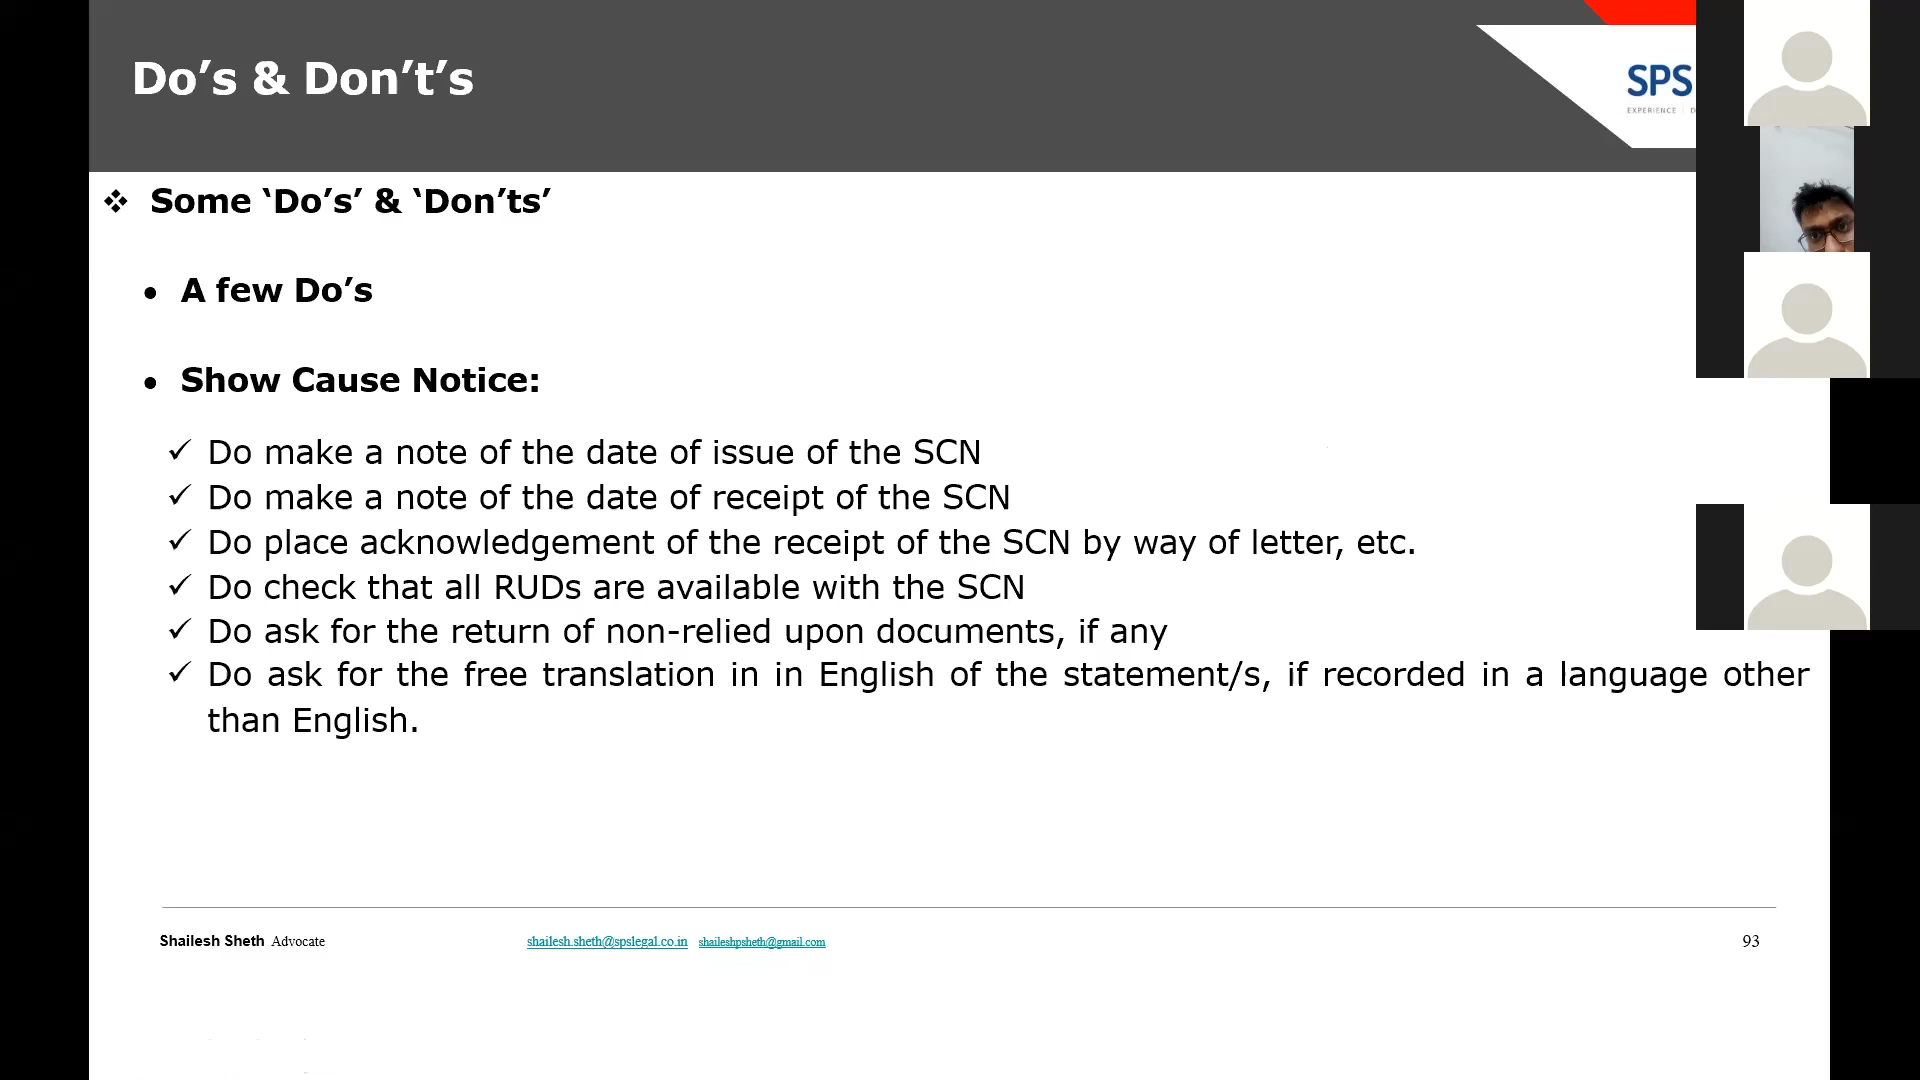 Do’s & Don’t’s
SPS
EXPERIENCE
❖ Some ‘Do’s’ & ‘Don’ts’
• A few Do’s
• Show Cause Notice:
✓ Do make a note of the date of issue of the SCN
✓ Do make a note of the date of receipt of the SCN
✓ Do place acknowledgement of the receipt of the SCN by way of letter, etc.
✓ Do check that all RUDs are available with the SCN
✓ Do ask for the return of non-relied upon documents, if any
✓ Do ask for the free translation in in English of the statement/s, if recorded in a language other
than English.
Shailesh Sheth Advocate shailesh.sheth@spslegal.co.in shaileshpsheth@gmail.com 93